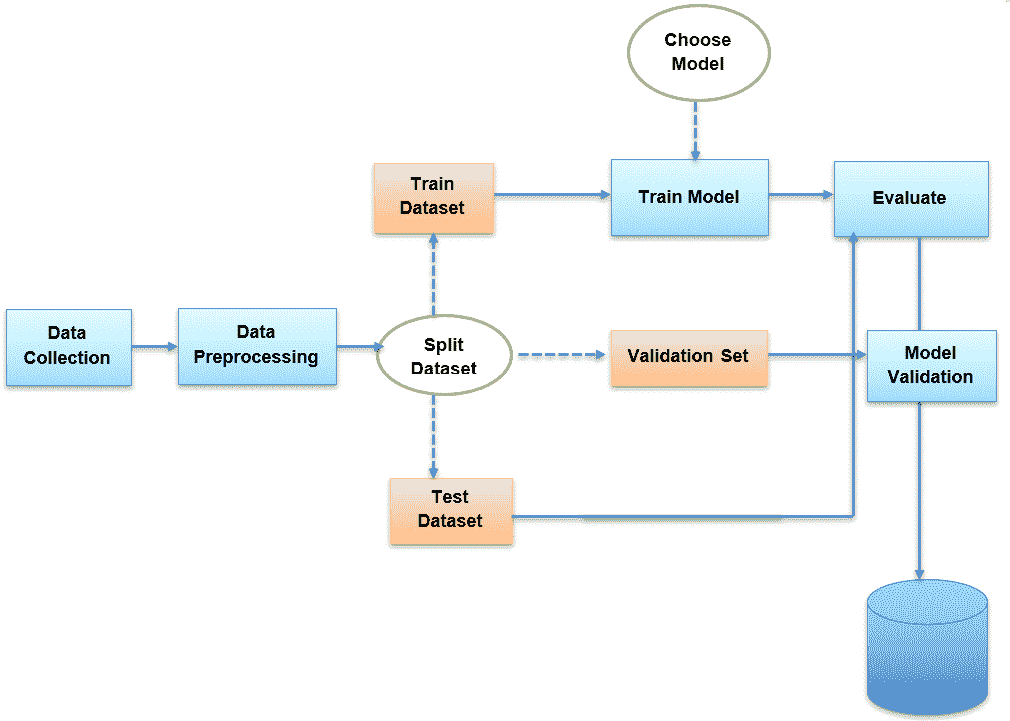 Choose
Model
Train
Dataset
Train Model
Evaluate
Data
Collection
Data
Preprocessing
Split
Dataset
Validation Set
Model
Validation
Test
Dataset